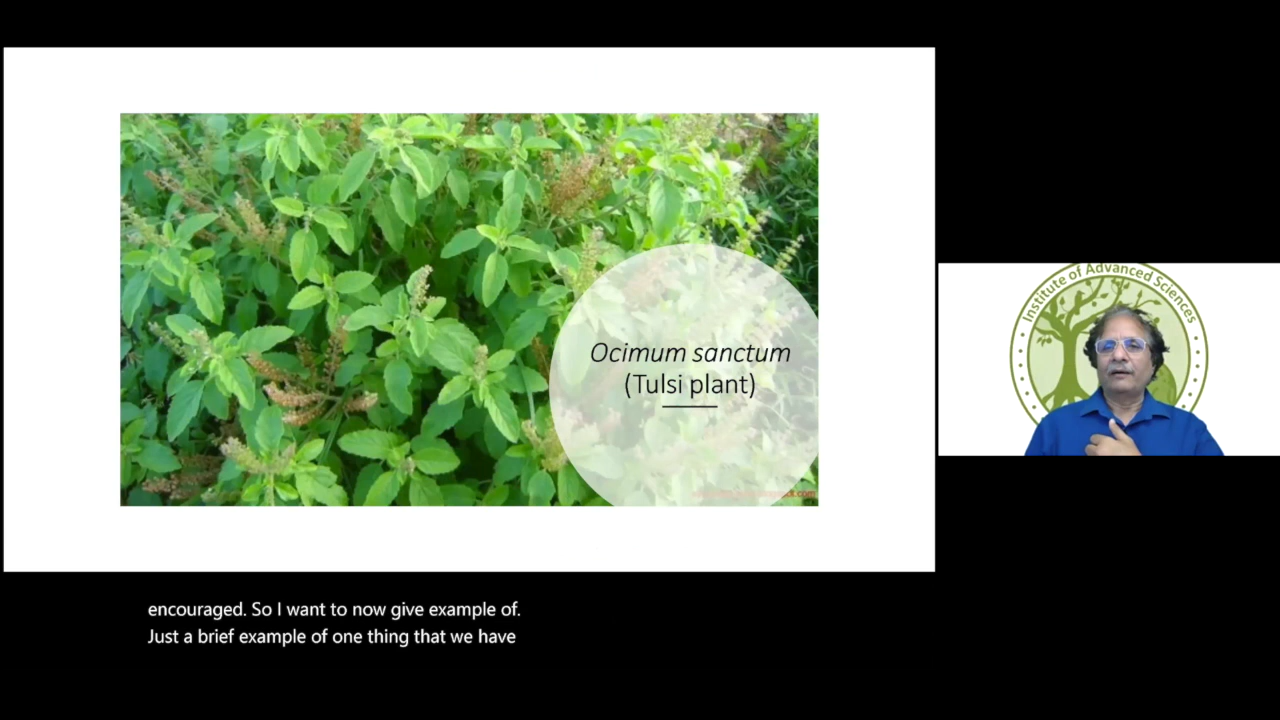 Ocimum sanctum
(Tulsi plant)
Institute of Advanced Sciences
encouraged. So I want to now give example of.
Just a brief example of one thing that we have